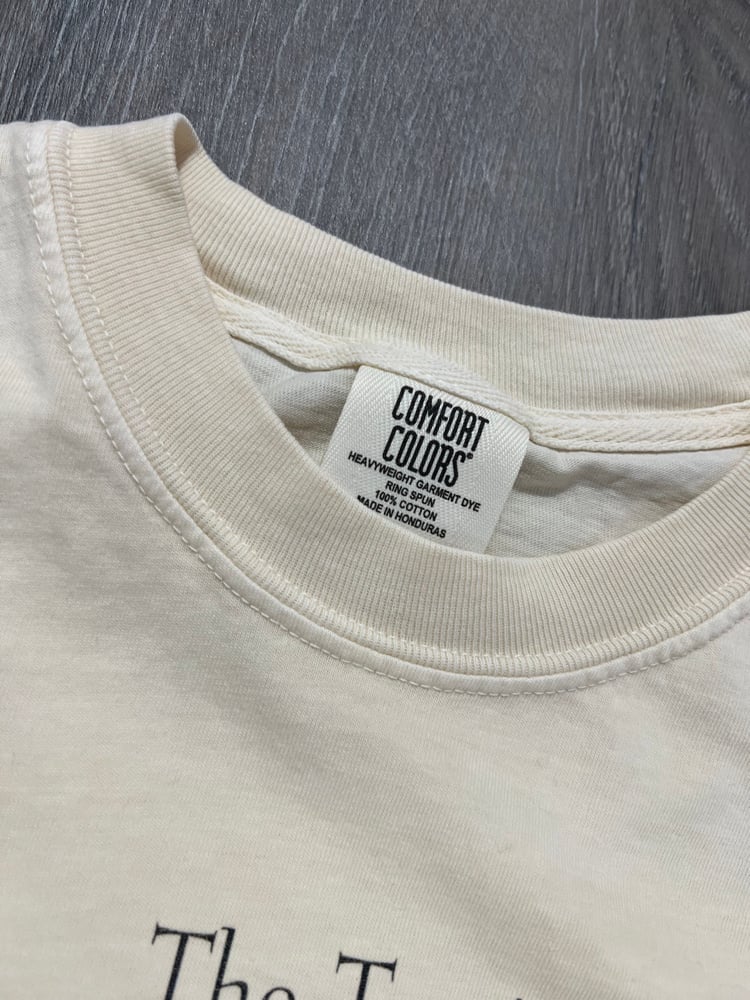 COMFORT
COLORS®
HEAVYWEIGHT GARMENT DYE
RING SPUN
100% COTTON
MADE IN HONDURAS
The